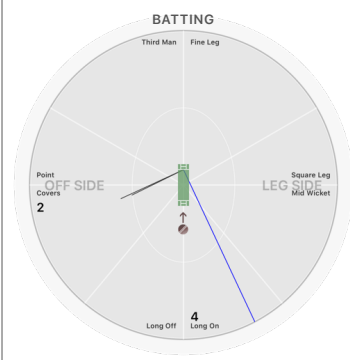 BATTING
Third Man Fine Leg
Point Square Leg
OFF SIDE LEG SIDE
Covers Mid Wicket
2
4
Long Off Long On